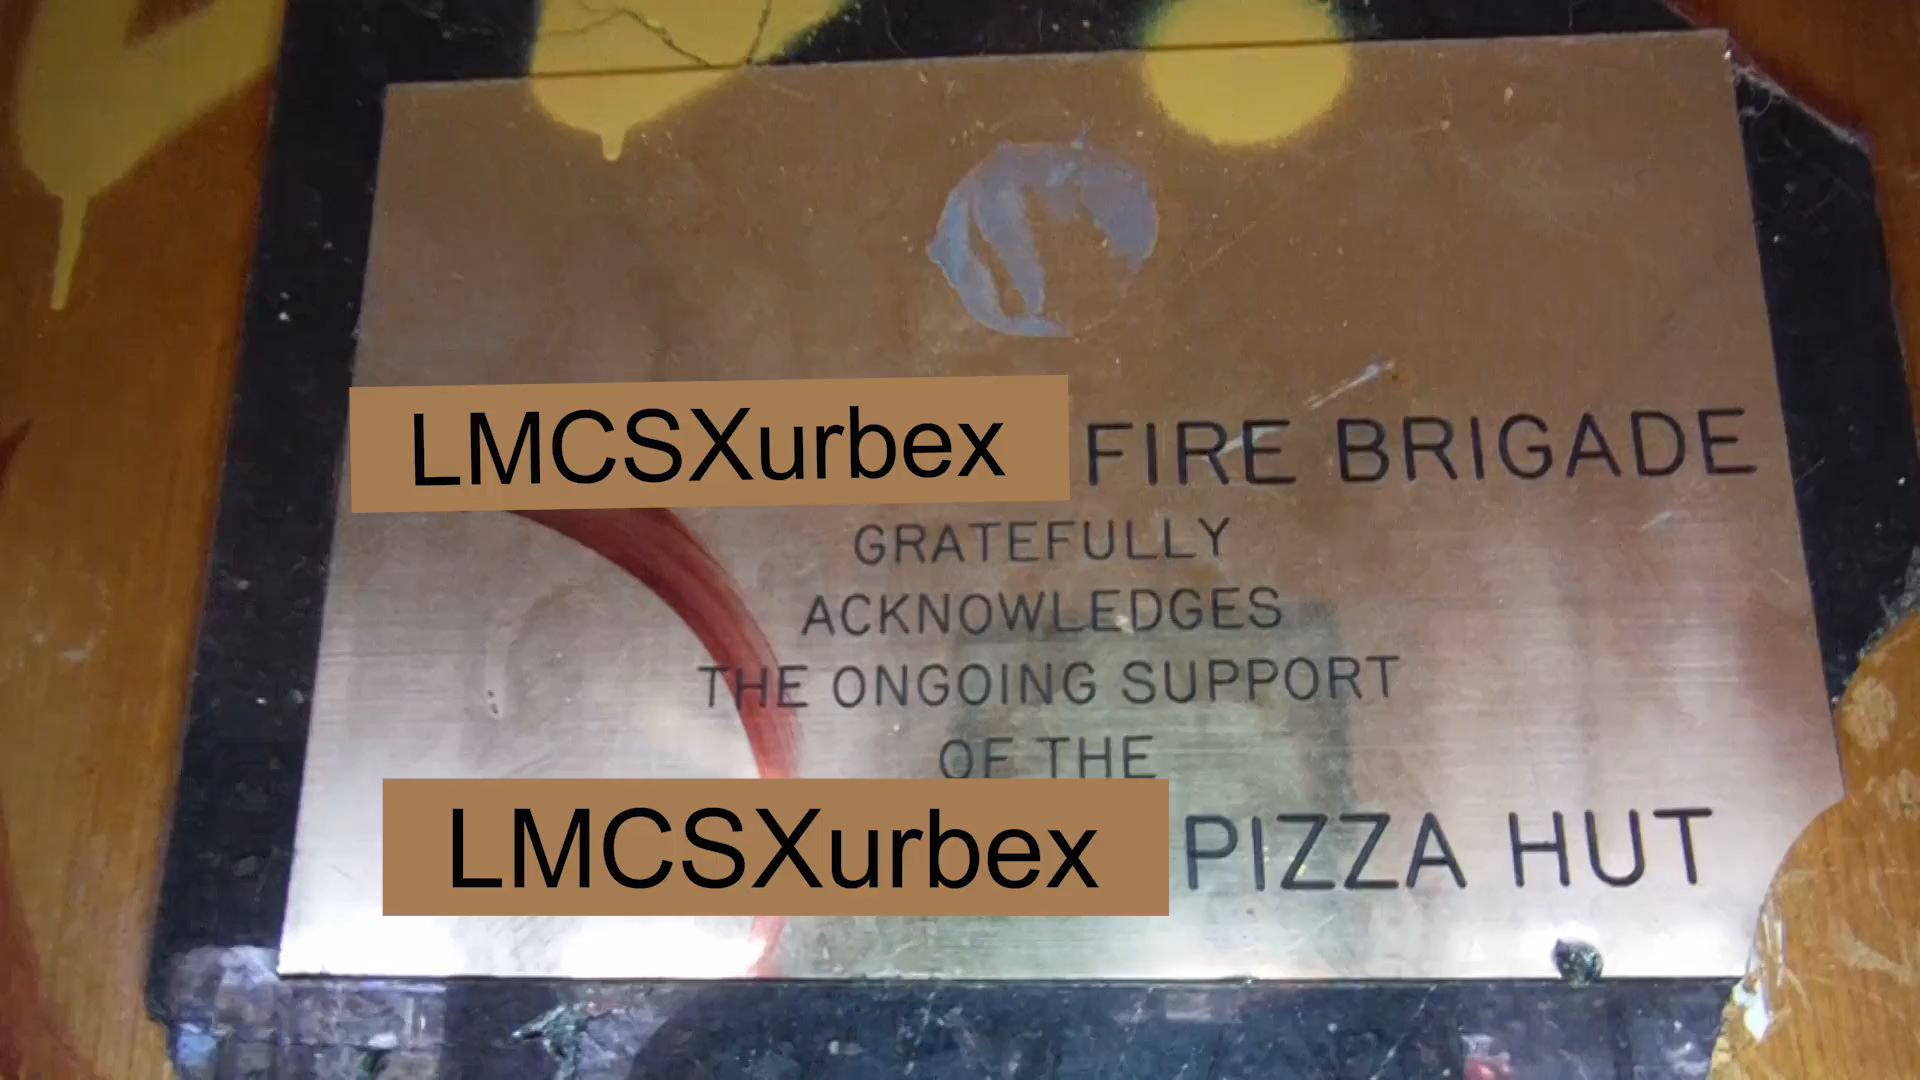 LMCSXurbex FIRE BRIGADE
GRATEFULLY
ACKNOWLEDGES
THE ONGOING SUPPORT
OF THE
LMCSXurbex PIZZA HUT